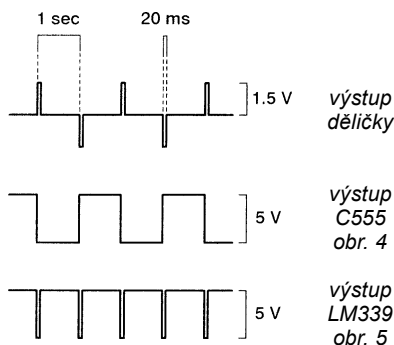 1 sec 20 ms
1.5 V
výstup
děličky
5 V
výstup
C555
obr. 4
5 V
výstup
LM339
obr. 5